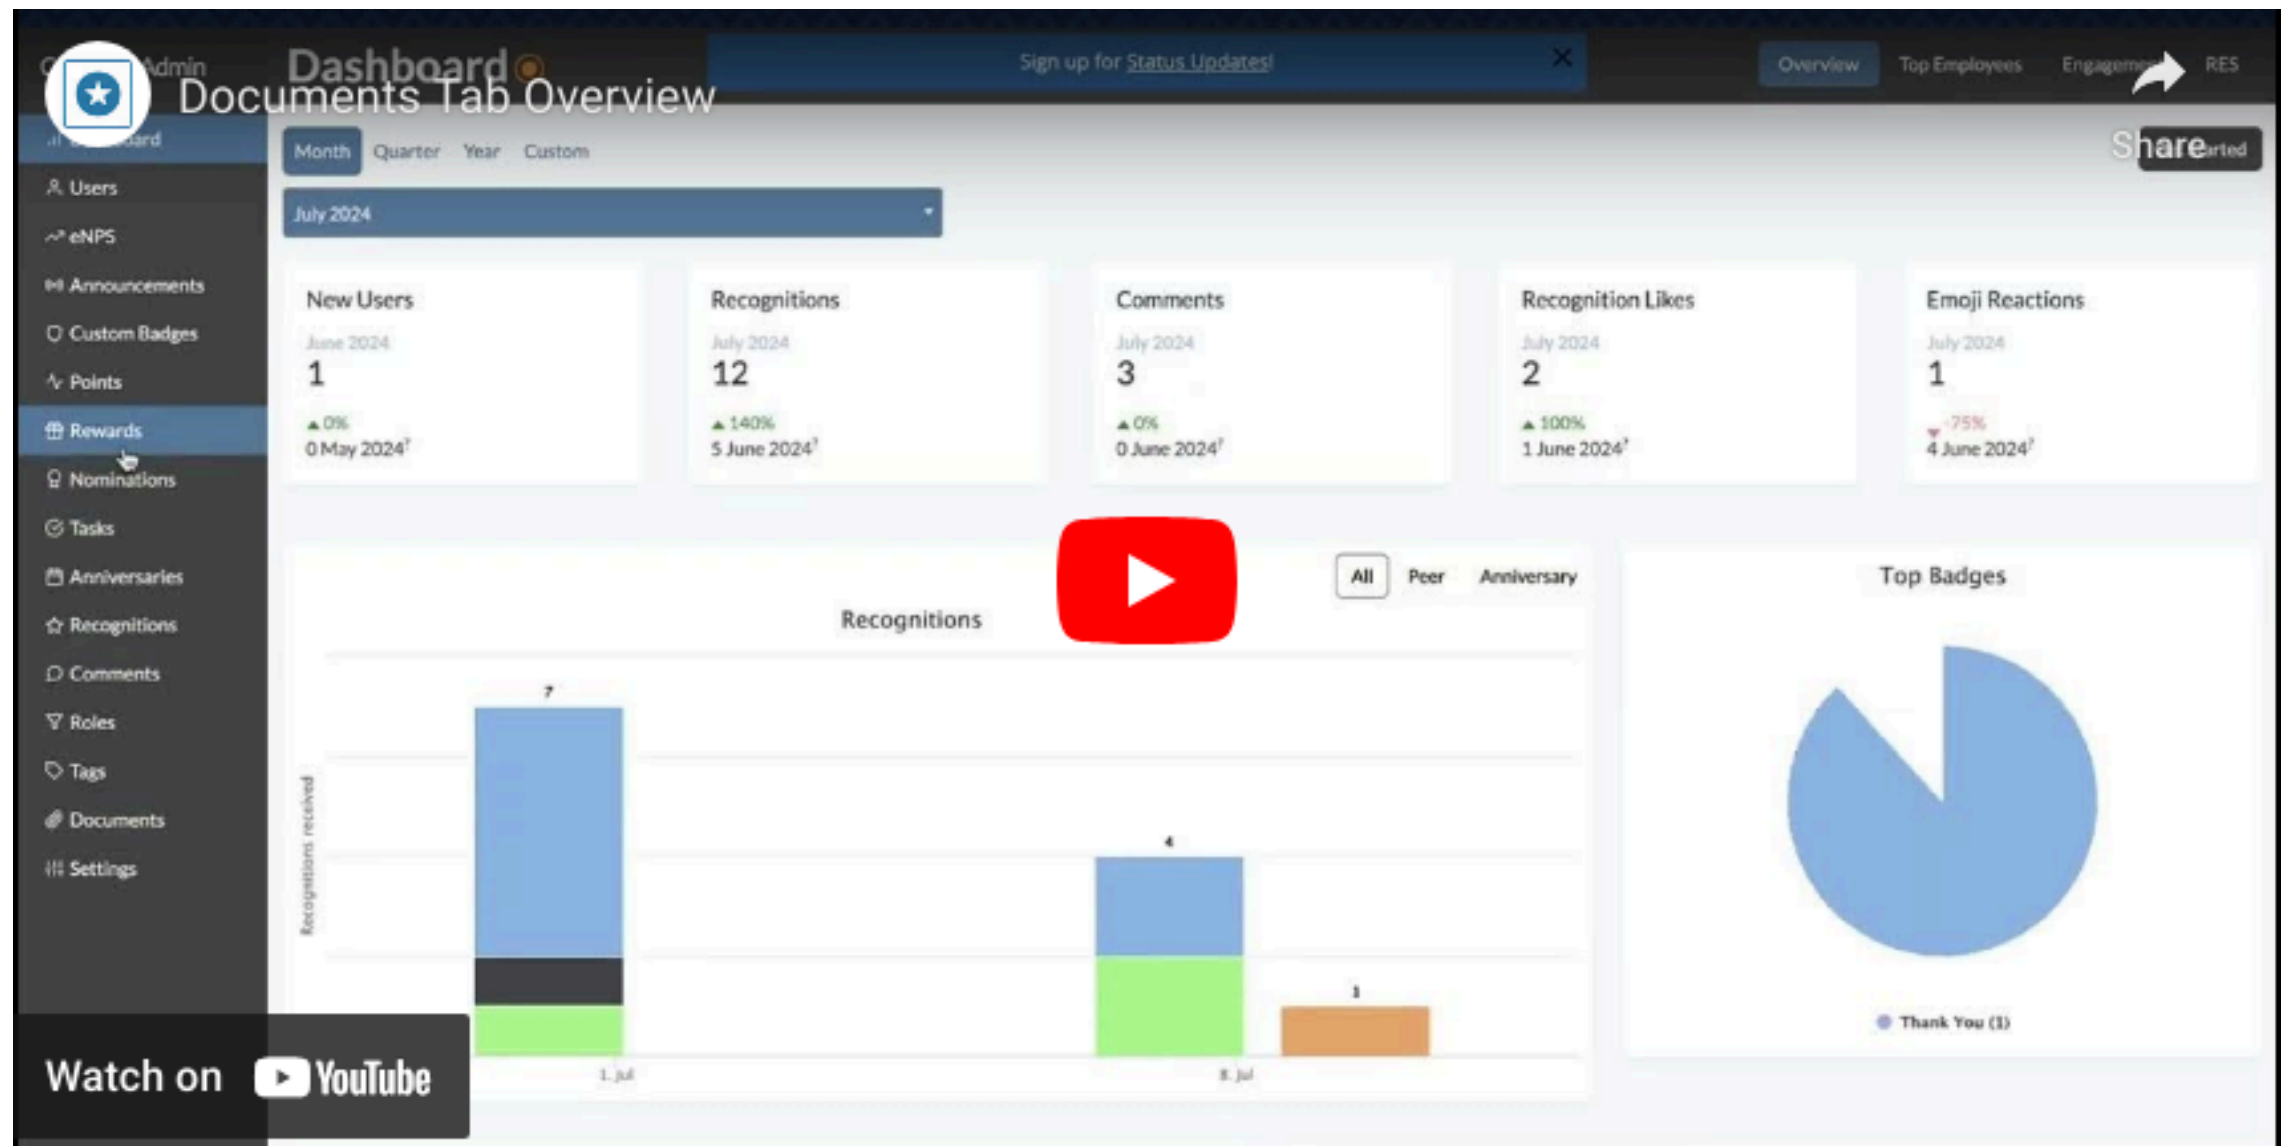 Admin
Dashboard
Sign up for Status Updates!
Overview
Top Employees
Engagement
RES
Documents Tab Overview
Share
Month
Quarter
Year
Custom
July 2024
Users
eNPS
Announcements
Custom Badges
Points
Rewards
Nominations
Tasks
Anniversaries
Recognitions
Comments
Roles
Tags
Documents
Settings
New Users
June 2024
1
0%
0 May 2024?
Recognitions
July 2024
12
140%
5 June 2024?
Comments
July 2024
3
0%
0 June 2024?
Recognition Likes
July 2024
2
100%
1 June 2024?
Emoji Reactions
July 2024
1
-75%
4 June 2024?
All
Peer
Anniversary
Recognitions
Recognitions received
7
4
1
1. Jul
8. Jul
Top Badges
Thank You (1)
Watch on YouTube